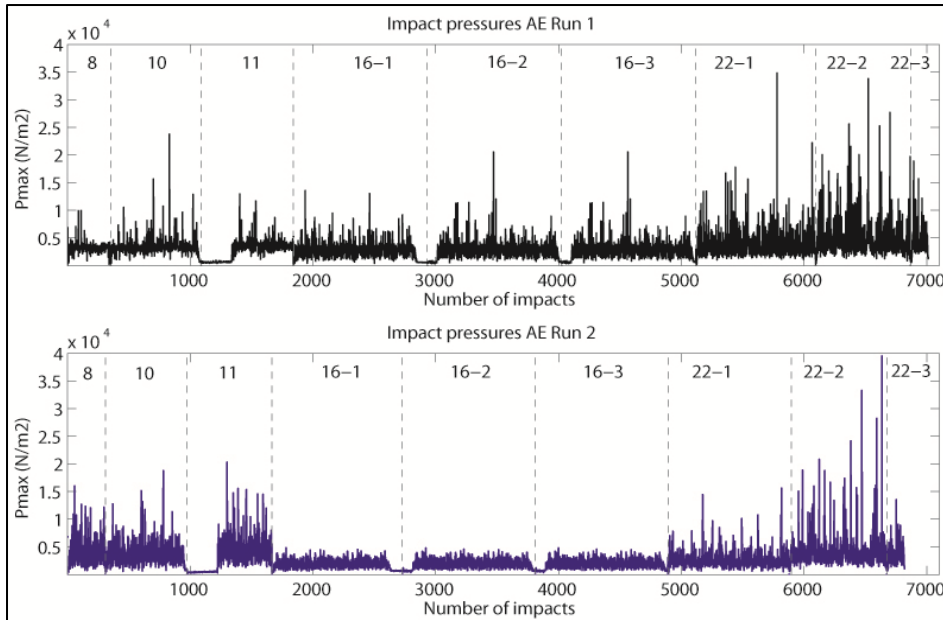 Impact pressures AE Run 1
x 10 4
4
3.5
3
2.5
2
1.5
1
0.5
Pmax (N/m2)
8 10 11 16−1 16−2 16−3 22−1 22−2 22−3
1000 2000 3000 4000 5000 6000 7000
Number of impacts
Impact pressures AE Run 2
x 10 4
4
3.5
3
2.5
2
1.5
1
0.5
Pmax (N/m2)
8 10 11 16−1 16−2 16−3 22−1 22−2 22−3
1000 2000 3000 4000 5000 6000 7000
Number of impacts